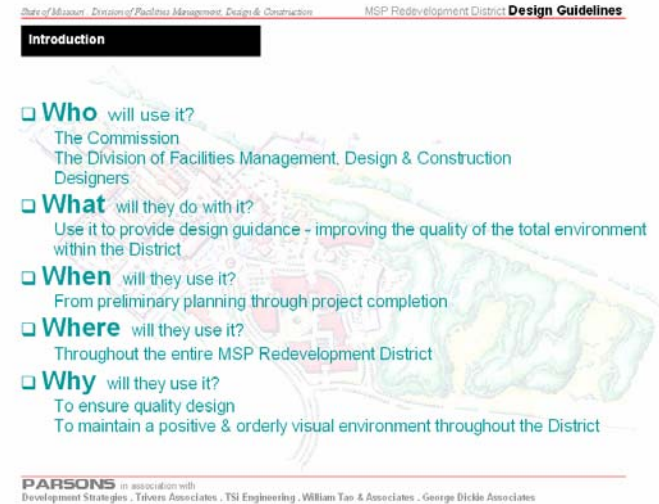 State of Missouri . Division of Facilities Management, Design & Construction
MSP Redevelopment District Design Guidelines
Introduction
❑ Who will use it?
The Commission
The Division of Facilities Management, Design & Construction
Designers
❑ What will they do with it?
Use it to provide design guidance - improving the quality of the total environment
within the District
❑ When will they use it?
From preliminary planning through project completion
❑ Where will they use it?
Throughout the entire MSP Redevelopment District
❑ Why will they use it?
To ensure quality design
To maintain a positive & orderly visual environment throughout the District
PARSONS in association with
Development Strategies . Trivers Associates . TSi Engineering . William Tao & Associates . George Dickie Associates